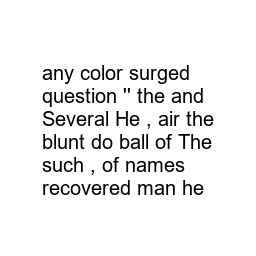 any color surged
question " the and
Several He , air the
blunt do ball of The
such , of names
recovered man he